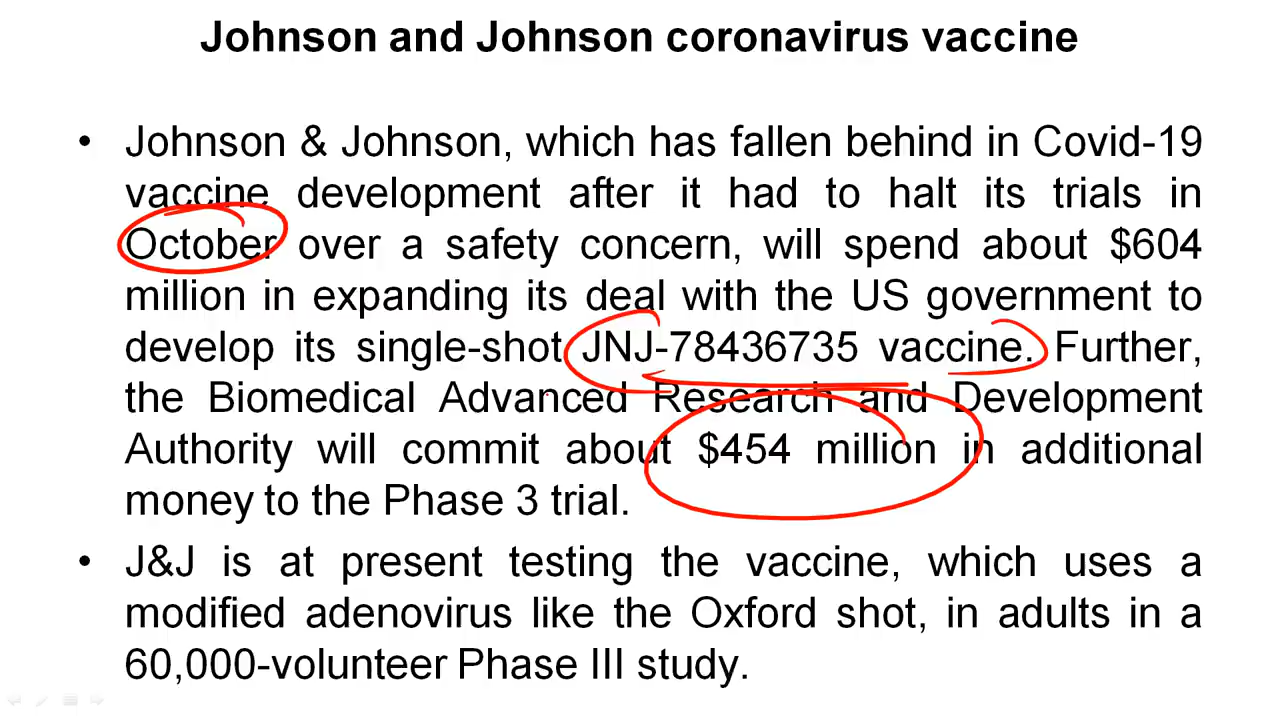 Johnson and Johnson coronavirus vaccine
• Johnson & Johnson, which has fallen behind in Covid-19
vaccine development after it had to halt its trials in
October over a safety concern, will spend about $604
million in expanding its deal with the US government to
develop its single-shot JNJ-78436735 vaccine. Further,
the Biomedical Advanced Research and Development
Authority will commit about $454 million in additional
money to the Phase 3 trial.
• J&J is at present testing the vaccine, which uses a
modified adenovirus like the Oxford shot, in adults in a
60,000-volunteer Phase III study.